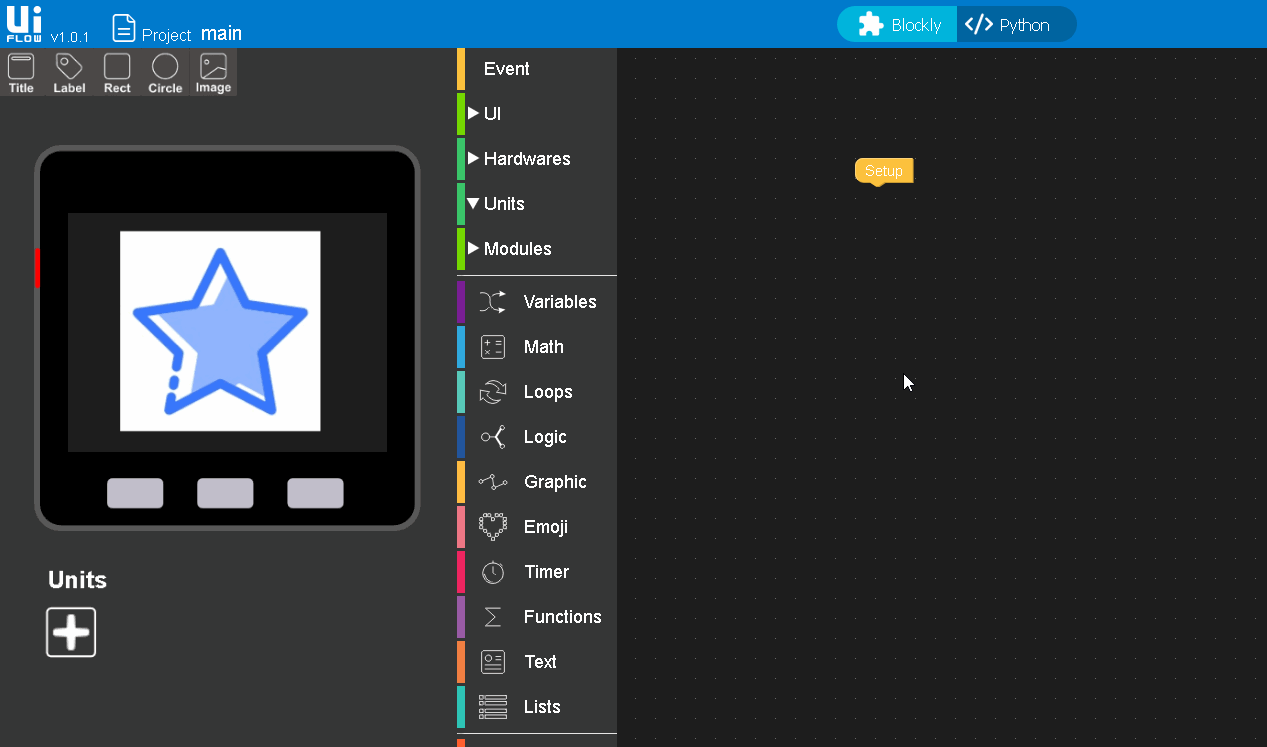 Ui
FLOW v1.0.1
Project main
Blockly
Python
Title Label Rect Circle Image
Event
UI
Hardwares
Units
Modules
Variables
Math
Loops
Logic
Graphic
Emoji
Timer
Functions
Text
Lists
Setup
Units